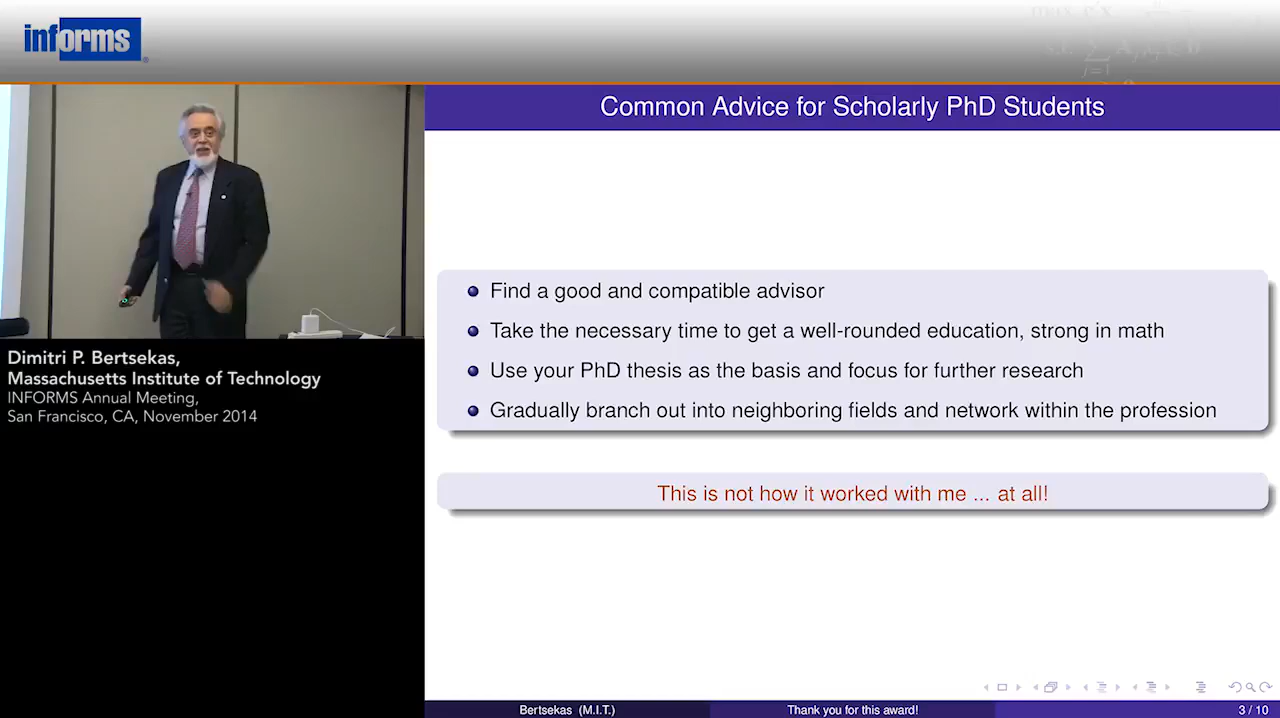 informs
Common Advice for Scholarly PhD Students
Find a good and compatible advisor
Take the necessary time to get a well-rounded education, strong in math
Use your PhD thesis as the basis and focus for further research
Gradually branch out into neighboring fields and network within the profession
This is not how it worked with me ... at all!
Dimitri P. Bertsekas,
Massachusetts Institute of Technology
INFORMS Annual Meeting,
San Francisco, CA, November 2014
Bertsekas (M.I.T.)
Thank you for this award!
3 / 10